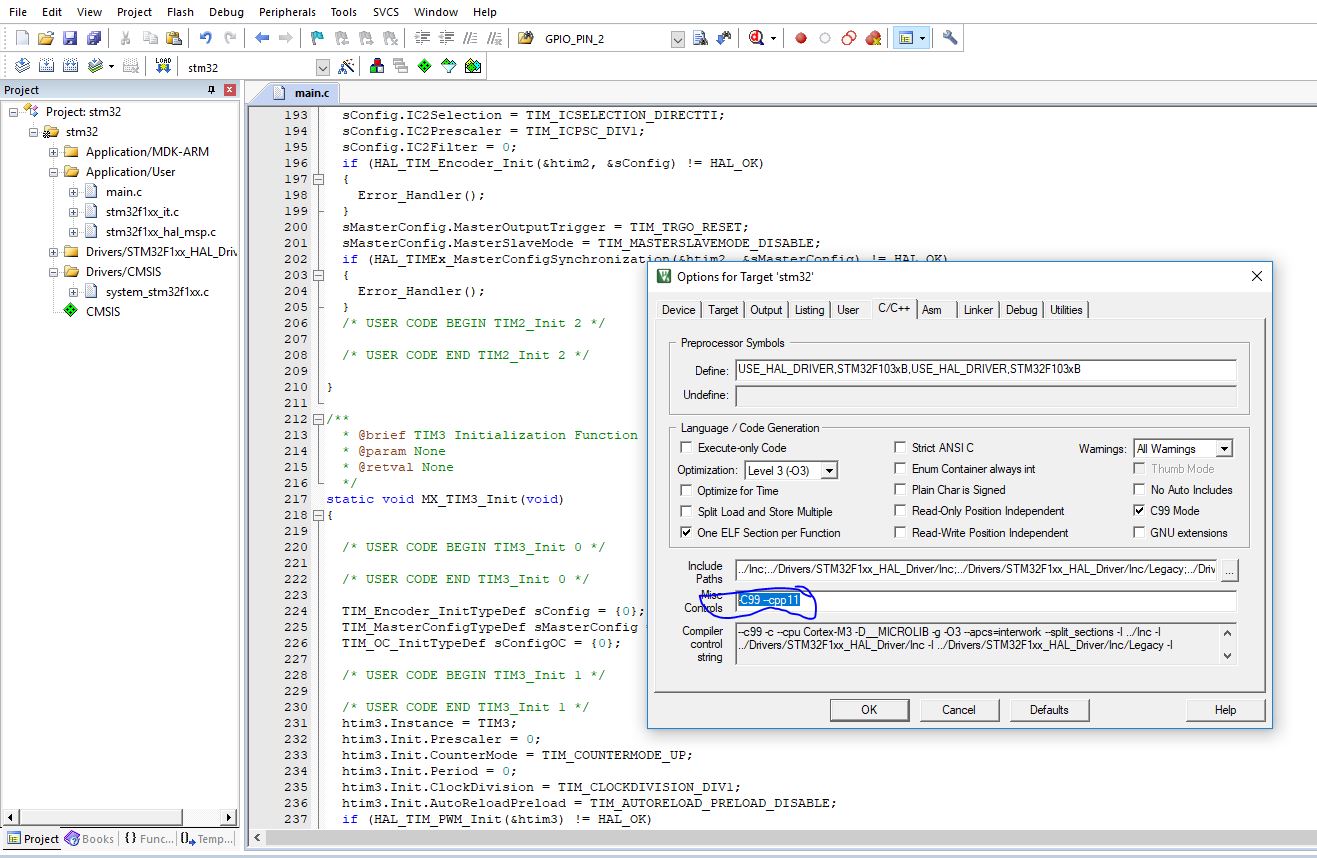 File Edit View Project Flash Debug Peripherals Tools SVCS Window Help
GPIO_PIN_2
LOAD
stm32
Project
main.c
Project: stm32
stm32
Application/MDK-ARM
Application/User
main.c
stm32f1xx_it.c
stm32f1xx_hal_msp.c
Drivers/STM32F1xx_HAL_Driv
Drivers/CMSIS
system_stm32f1xx.c
CMSIS
Project Books {} Func... Temp...
193 sConfig.IC2Selection = TIM_ICSELECTION_DIRECTTI;
194 sConfig.IC2Prescaler = TIM_ICPSC_DIV1;
195 sConfig.IC2Filter = 0;
196 if (HAL_TIM_Encoder_Init(&htim2, &sConfig) != HAL_OK)
197 {
198 Error_Handler();
199 }
200 sMasterConfig.MasterOutputTrigger = TIM_TRGO_RESET;
201 sMasterConfig.MasterSlaveMode = TIM_MASTERSLAVEMODE_DISABLE;
202 if (HAL_TIMEx_MasterConfigSynchronization(&htim2, &sMasterConfig) != HAL_OK)
203 {
204 Error_Handler();
205 }
206 /* USER CODE BEGIN TIM2_Init 2 */
207
208 /* USER CODE END TIM2_Init 2 */
209
210 }
211
212 /**
213 * @brief TIM3 Initialization Function
214 * @param None
215 * @retval None
216 */
217 static void MX_TIM3_Init(void)
218 {
219
220 /* USER CODE BEGIN TIM3_Init 0 */
221
222 /* USER CODE END TIM3_Init 0 */
223
224 TIM_Encoder_InitTypeDef sConfig = {0};
225 TIM_MasterConfigTypeDef sMasterConfig =
226 TIM_OC_InitTypeDef sConfigOC = {0};
227
228 /* USER CODE BEGIN TIM3_Init 1 */
229
230 /* USER CODE END TIM3_Init 1 */
231 htim3.Instance = TIM3;
232 htim3.Init.Prescaler = 0;
233 htim3.Init.CounterMode = TIM_COUNTERMODE_UP;
234 htim3.Init.Period = 0;
235 htim3.Init.ClockDivision = TIM_CLOCKDIVISION_DIV1;
236 htim3.Init.AutoReloadPreload = TIM_AUTORELOAD_PRELOAD_DISABLE;
237 if (HAL_TIM_PWM_Init(&htim3) != HAL_OK)
Options for Target 'stm32'
Device Target Output Listing User C/C++ Asm Linker Debug Utilities
Preprocessor Symbols
Define: USE_HAL_DRIVER,STM32F103xB,USE_HAL_DRIVER,STM32F103xB
Undefine:
Language / Code Generation
Execute-only Code Strict ANSI C Warnings: All Warnings
Optimization: Level 3 (-O3) Enum Container always int Thumb Mode
Optimize for Time Plain Char is Signed No Auto Includes
Split Load and Store Multiple Read-Only Position Independent C99 Mode
One ELF Section per Function Read-Write Position Independent GNU extensions
Include Paths ../Inc;../Drivers/STM32F1xx_HAL_Driver/Inc;../Drivers/STM32F1xx_HAL_Driver/Inc/Legacy;../Driv ...
Misc Controls -C99 --cpp11
Compiler control string --c99 -c --cpu Cortex-M3 -D__MICROLIB -g -O3 --apcs=interwork --split_sections -I ../Inc -I
../Drivers/STM32F1xx_HAL_Driver/Inc -I ../Drivers/STM32F1xx_HAL_Driver/Inc/Legacy -I
OK Cancel Defaults Help